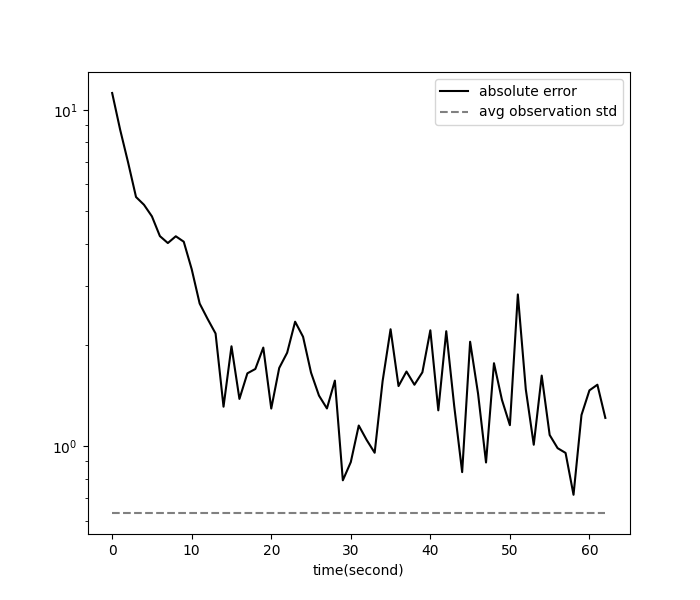 absolute error
avg observation std
10¹
10⁰
0 10 20 30 40 50 60
time(second)